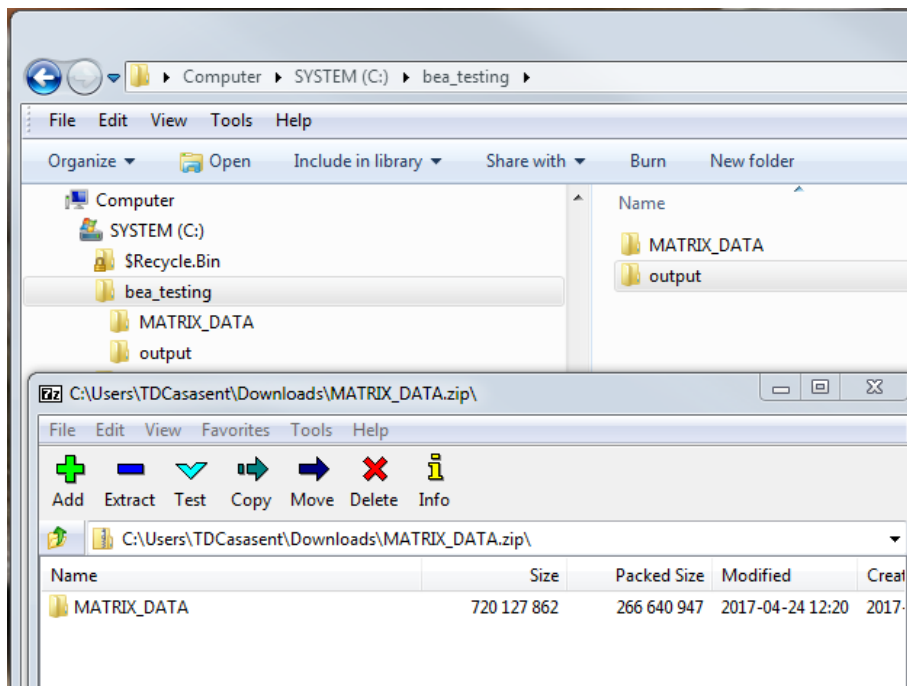 Computer SYSTEM (C:) bea_testing
File Edit View Tools Help
Organize Open Include in library Share with Burn New folder
Computer
SYSTEM (C:)
$Recycle.Bin
bea_testing
MATRIX_DATA
output
Name
MATRIX_DATA
output
7z C:\Users\TDCasasent\Downloads\MATRIX_DATA.zip\
File Edit View Favorites Tools Help
Add Extract Test Copy Move Delete Info
C:\Users\TDCasasent\Downloads\MATRIX_DATA.zip\
Name Size Packed Size Modified Creat
MATRIX_DATA 720 127 862 266 640 947 2017-04-24 12:20 2017-